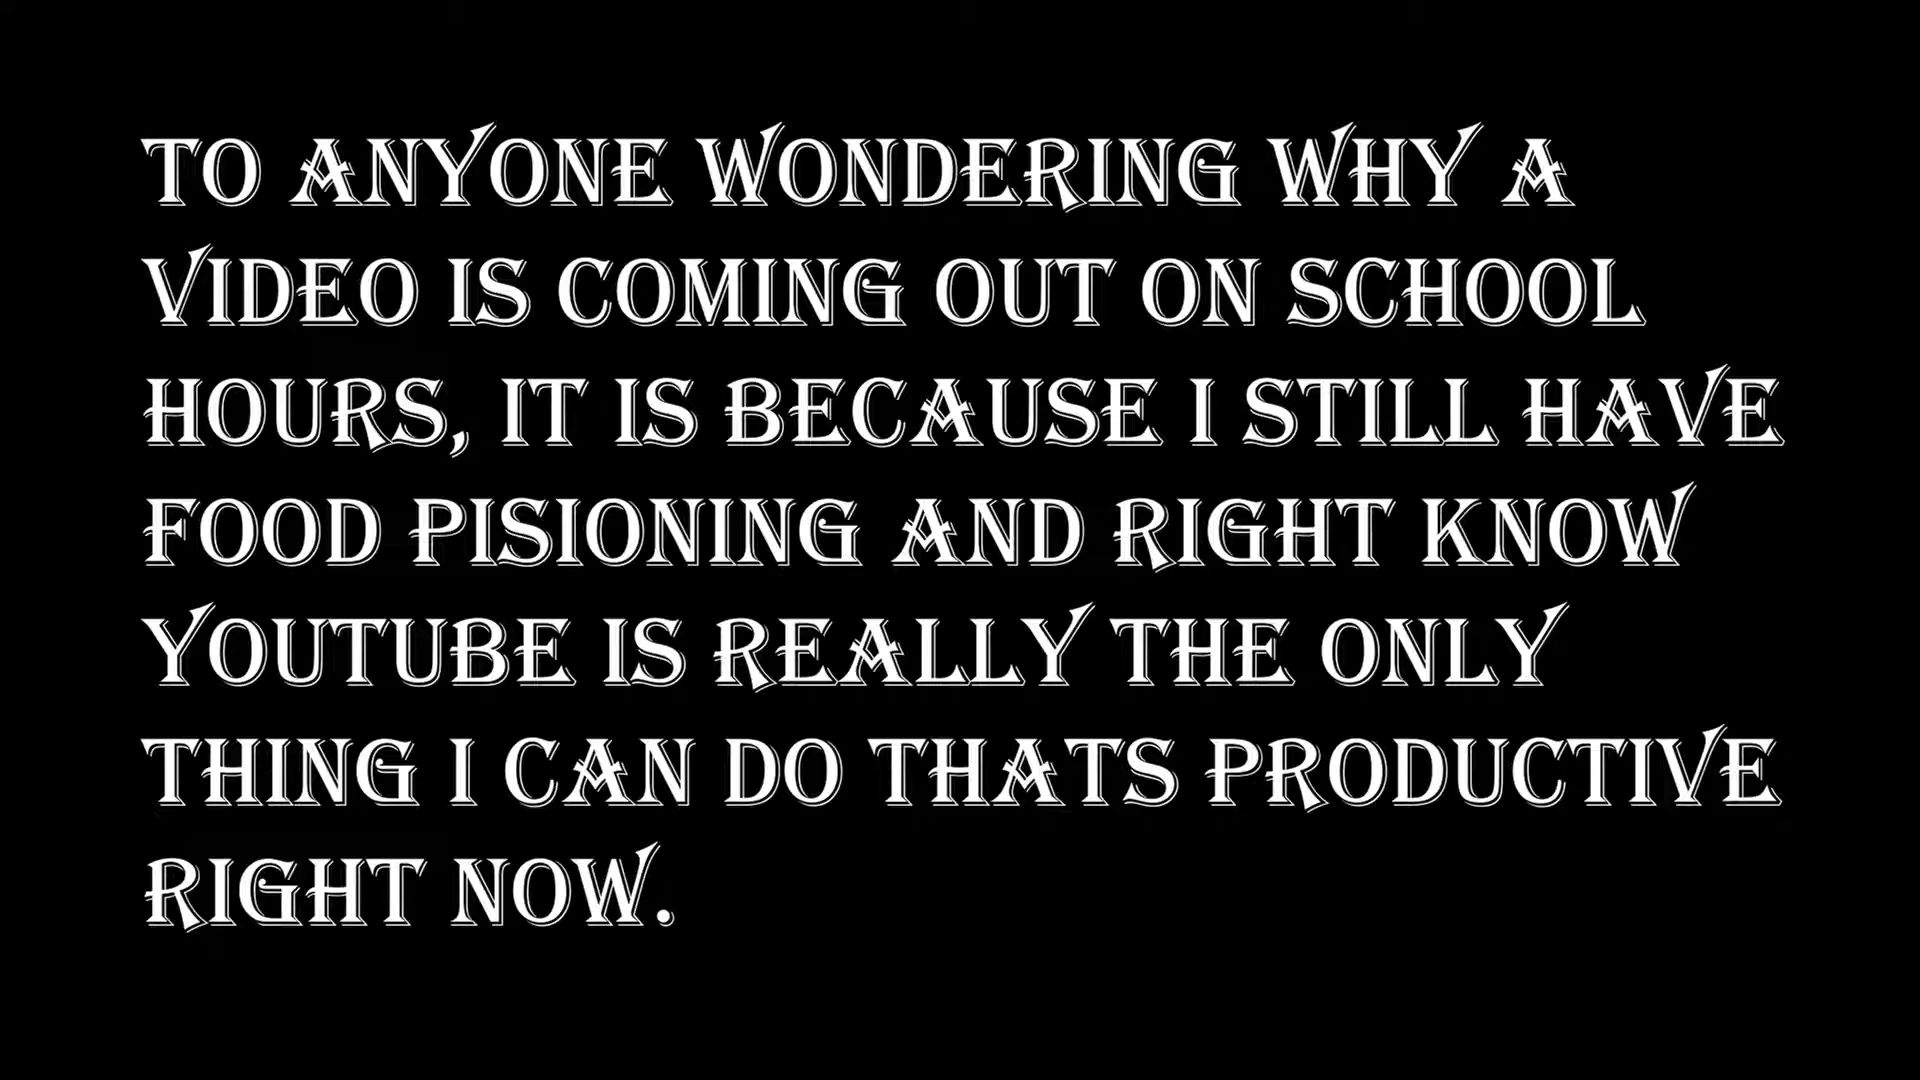 TO ANYONE WONDERING WHY A
VIDEO IS COMING OUT ON SCHOOL
HOURS, IT IS BECAUSE I STILL HAVE
FOOD PISIONING AND RIGHT KNOW
YOUTUBE IS REALLY THE ONLY
THING I CAN DO THATS PRODUCTIVE
RIGHT NOW.